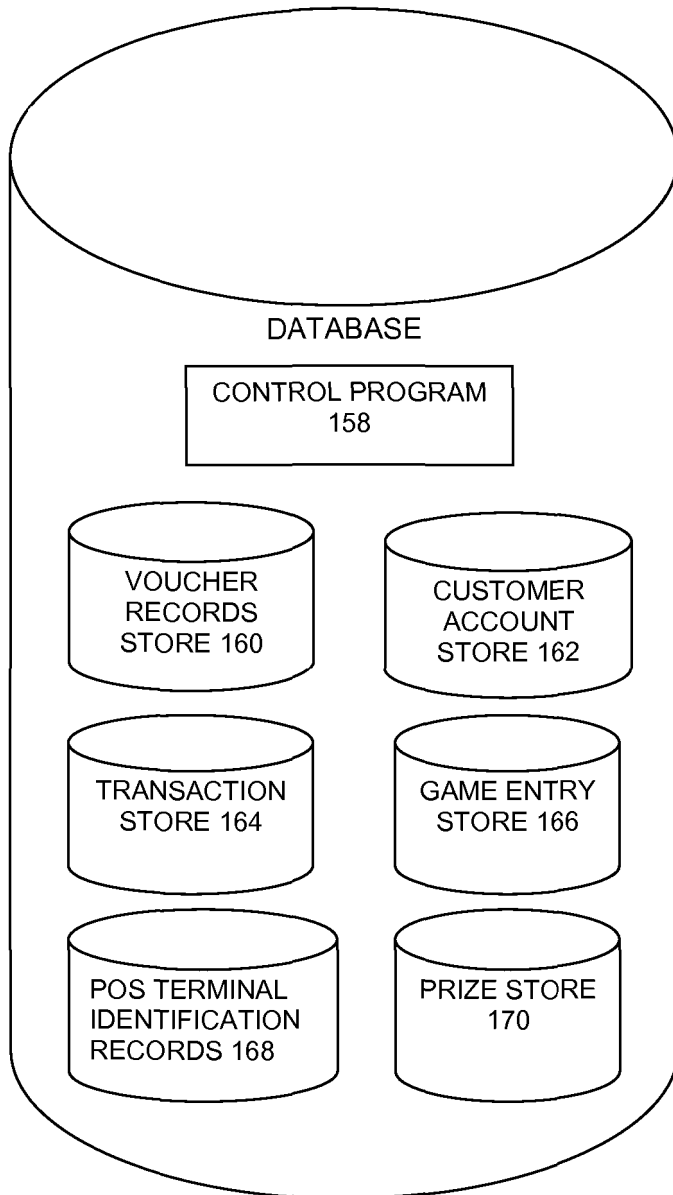 DATABASE
CONTROL PROGRAM
158
VOUCHER
RECORDS
STORE 160
CUSTOMER
ACCOUNT
STORE 162
TRANSACTION
STORE 164
GAME ENTRY
STORE 166
POS TERMINAL
IDENTIFICATION
RECORDS 168
PRIZE STORE
170